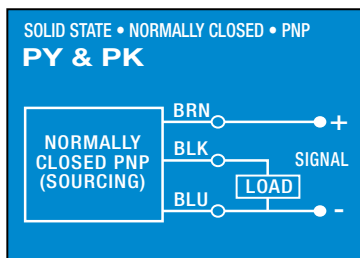 SOLID STATE • NORMALLY CLOSED • PNP
PY & PK
BRN
+
NORMALLY
CLOSED PNP
(SOURCING)
BLK
SIGNAL
LOAD
BLU
-